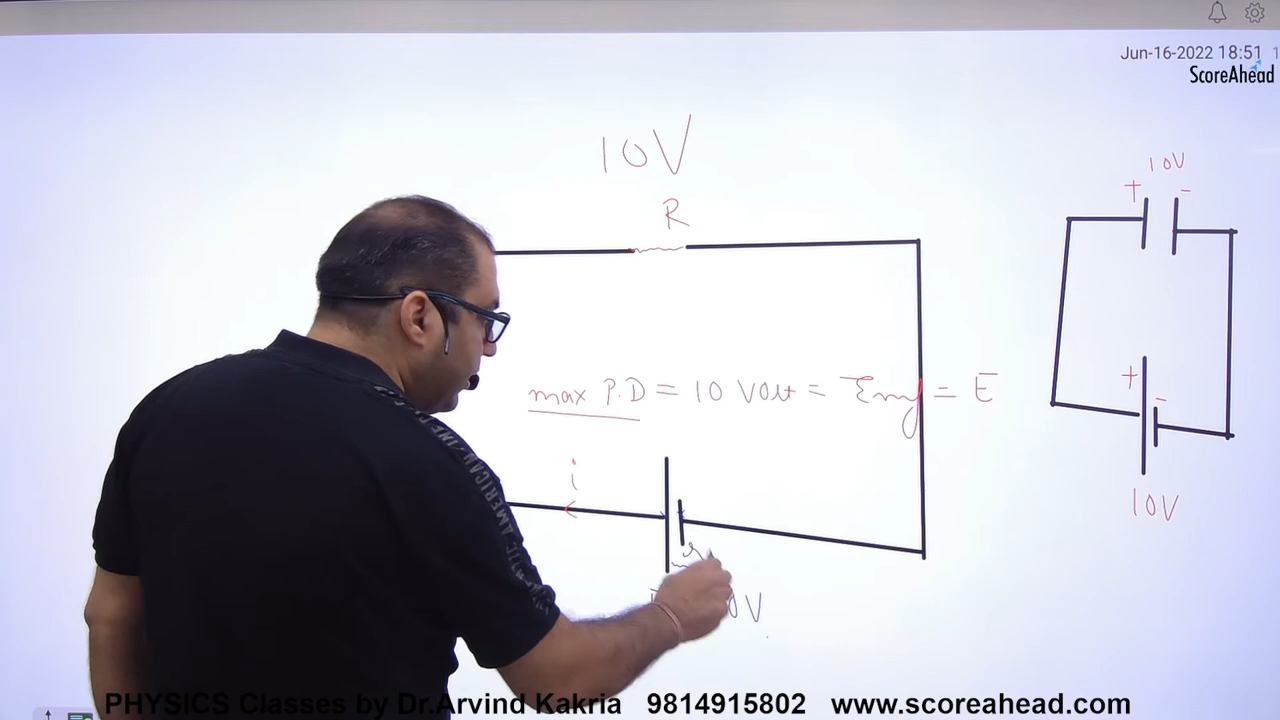 Jun-16-2022 18:51
ScoreAhead
10V
R
10V
+ -
max P.D = 10 Volt = Emf = E
+
-
i
r
10V
0V
PHYSICS Classes by Dr.Arvind Kakria 9814915802 www.scoreahead.com